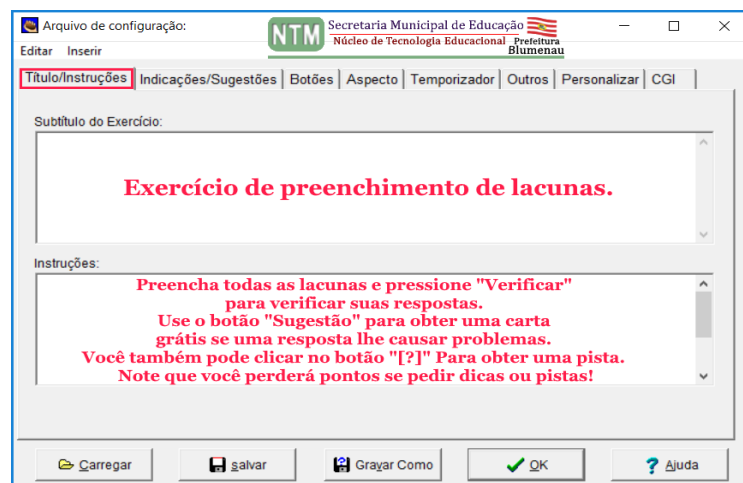 Arquivo de configuração:
NTM Secretaria Municipal de Educação
Núcleo de Tecnologia Educacional Prefeitura
Blumenau
Editar Inserir
Título/Instruções Indicações/Sugestões Botões Aspecto Temporizador Outros Personalizar CGI
Subtítulo do Exercício:
Exercício de preenchimento de lacunas.
Instruções:
Preencha todas as lacunas e pressione "Verificar"
para verificar suas respostas.
Use o botão "Sugestão" para obter uma carta
grátis se uma resposta lhe causar problemas.
Você também pode clicar no botão "[?]" Para obter uma pista.
Note que você perderá pontos se pedir dicas ou pistas!
Carregar salvar Gravar Como OK Ajuda